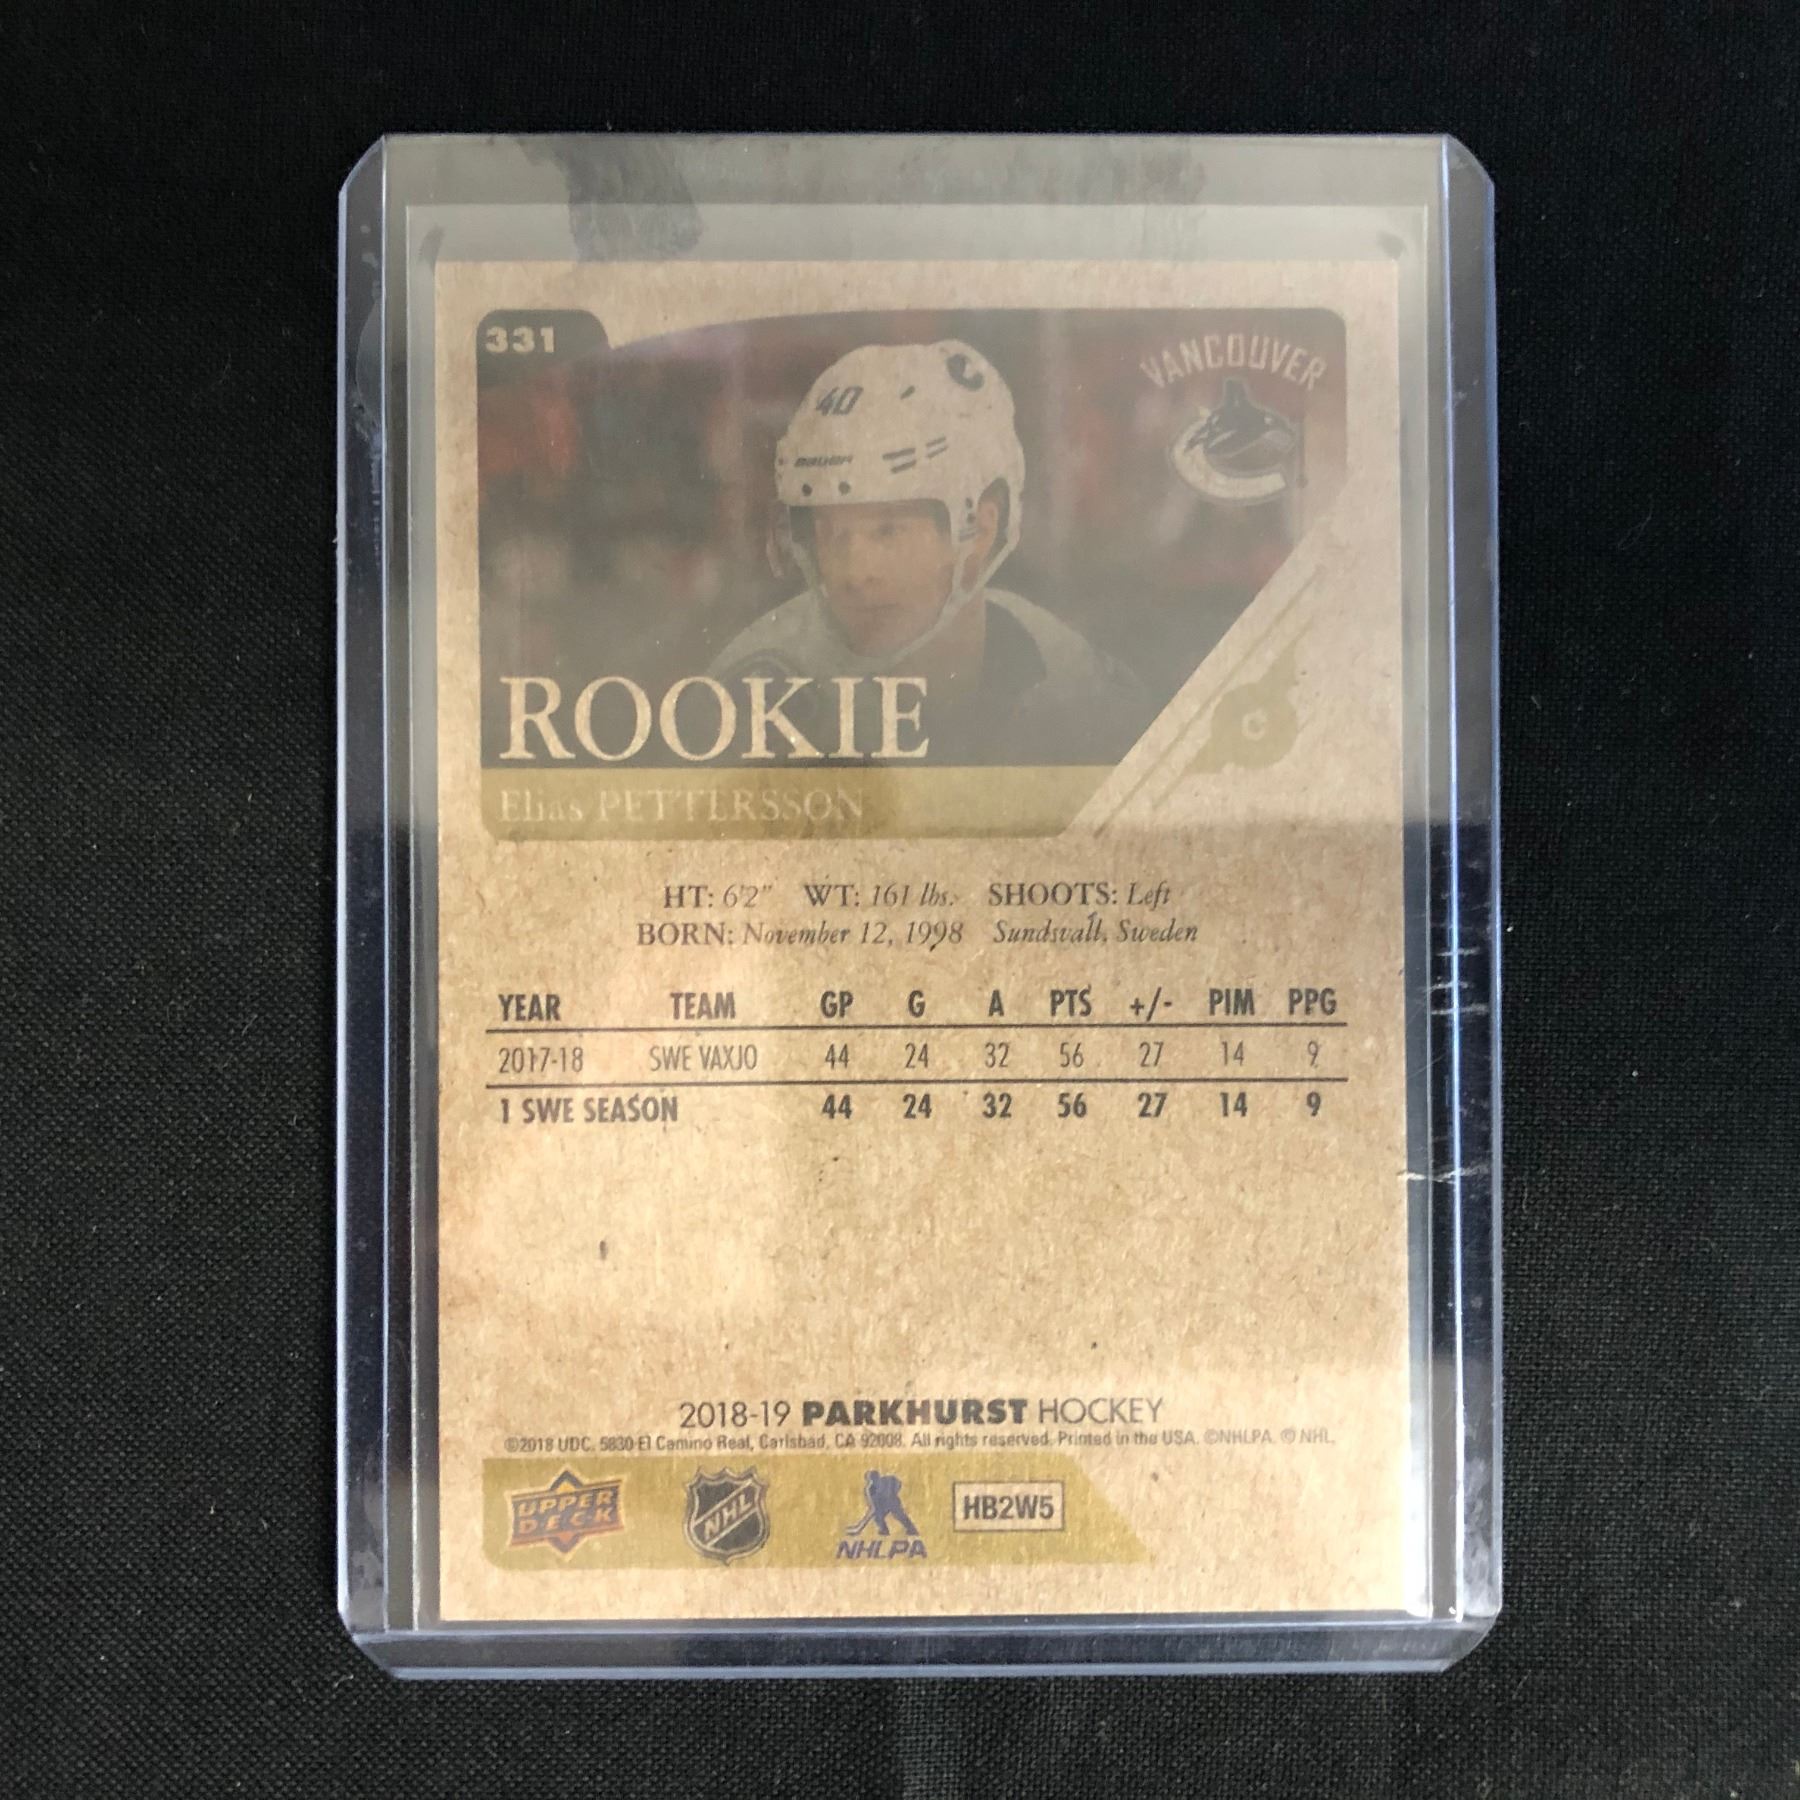 331
VANCOUVER
40
BAUER
ROOKIE
C
Elias PETTERSSON
HT: 6'2" WT: 161 lbs. SHOOTS: Left
BORN: November 12, 1998 Sundsvall, Sweden
YEAR TEAM GP G A PTS +/- PIM PPG
2017-18 SWE VAXJO 44 24 32 56 27 14 9
1 SWE SEASON 44 24 32 56 27 14 9
2018-19 PARKHURST HOCKEY
©2018 UDC. 5830 El Camino Real, Carlsbad, CA 92008. All rights reserved. Printed in the USA. ©NHLPA. © NHL.
UPPER DECK NHL NHLPA HB2W5